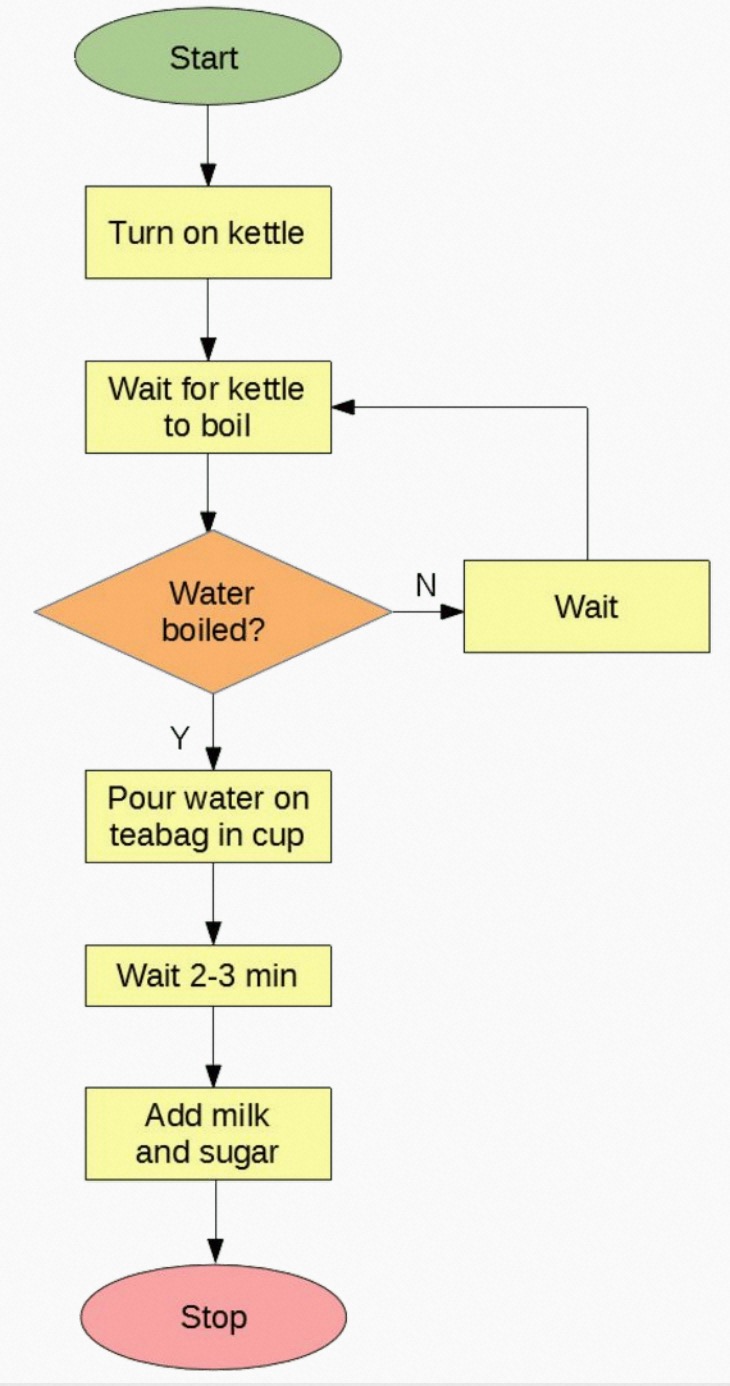 Start
Turn on kettle
Wait for kettle
to boil
Water
boiled?
N
Wait
Y
Pour water on
teabag in cup
Wait 2-3 min
Add milk
and sugar
Stop